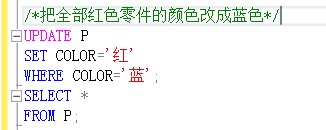 /*把全部红色零件的颜色改成蓝色*/
UPDATE P
SET COLOR='红'
WHERE COLOR='蓝';
SELECT *
FROM P;